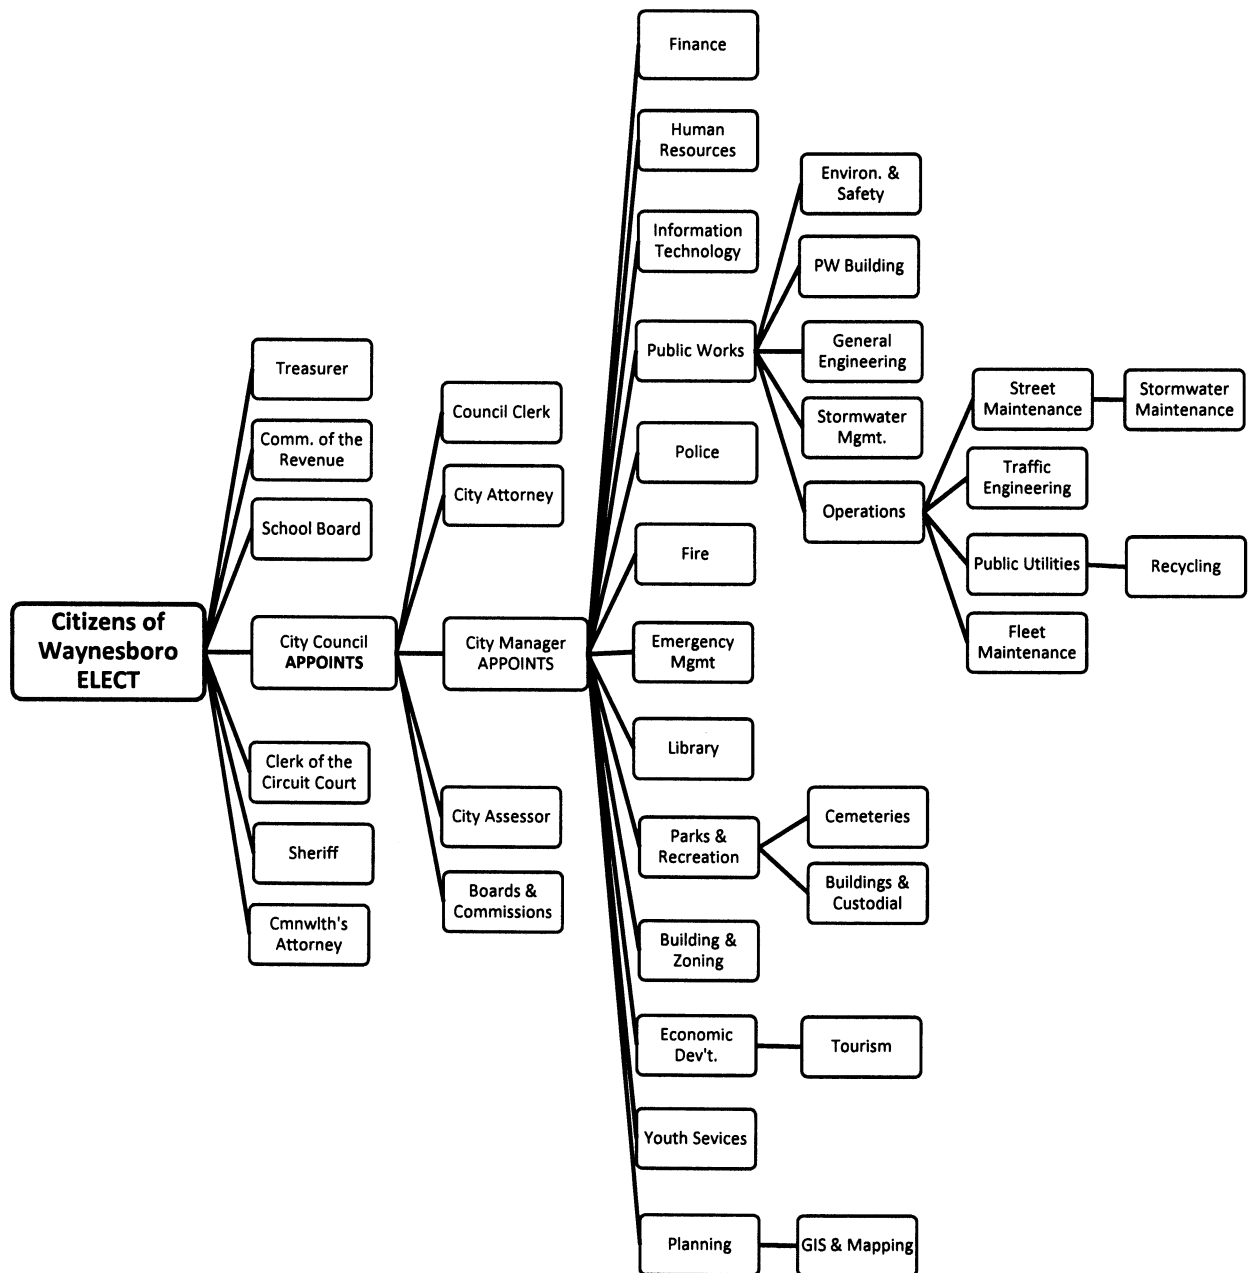 Finance
Human
Resources
Information
Technology
Public Works
Police
Fire
Emergency
Mgmt
Library
Parks &
Recreation
Building &
Zoning
Economic
Dev't.
Youth Sevices
Planning
Environ. &
Safety
PW Building
General
Engineering
Stormwater
Mgmt.
Operations
Street
Maintenance
Stormwater
Maintenance
Traffic
Engineering
Public Utilities
Recycling
Fleet
Maintenance
Cemeteries
Buildings &
Custodial
Tourism
GIS & Mapping
Treasurer
Comm. of the
Revenue
School Board
City Council
APPOINTS
Clerk of the
Circuit Court
Sheriff
Cmnwlth's
Attorney
Council Clerk
City Attorney
City Manager
APPOINTS
City Assessor
Boards &
Commissions
Citizens of
Waynesboro
ELECT